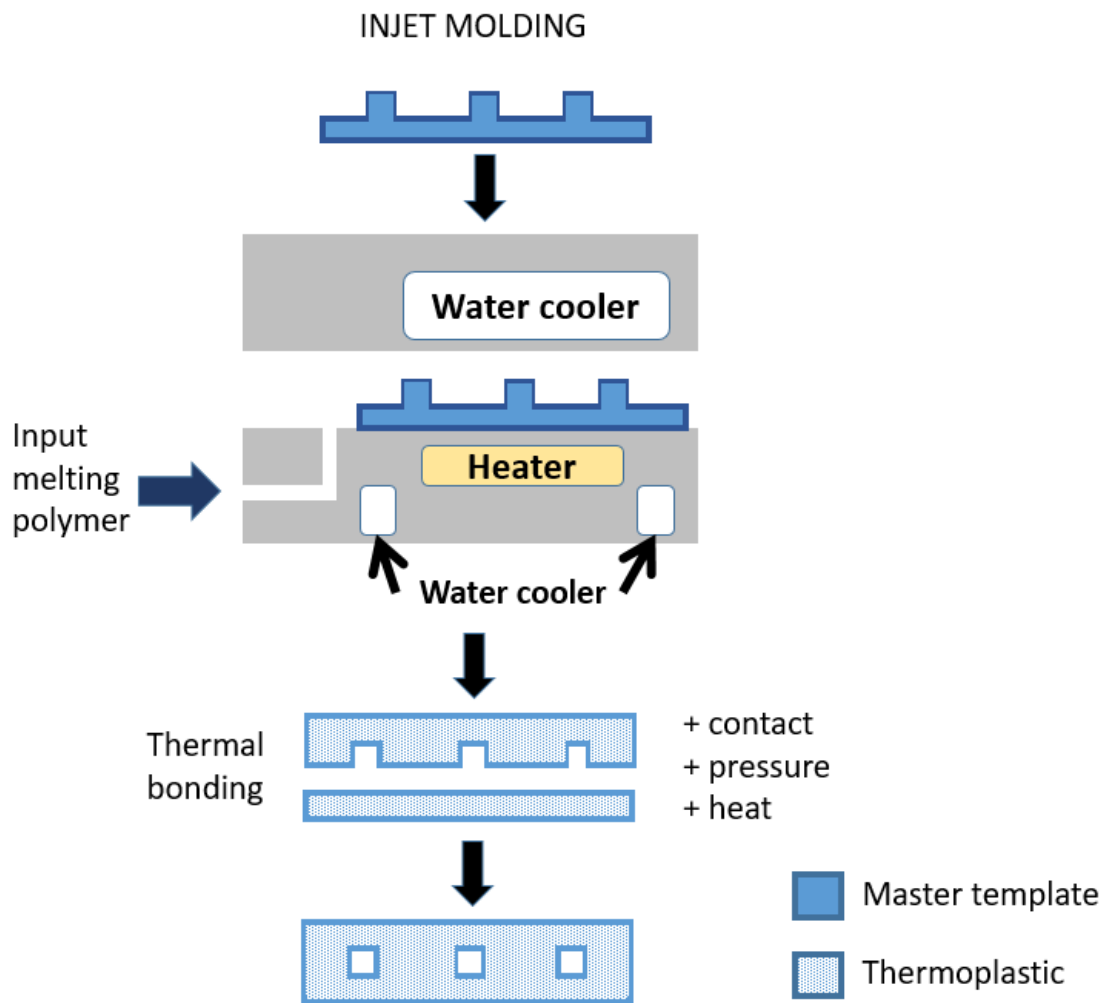 INJET MOLDING
Water cooler
Input
melting
polymer
Heater
Water cooler
Thermal
bonding
+ contact
+ pressure
+ heat
Master template
Thermoplastic